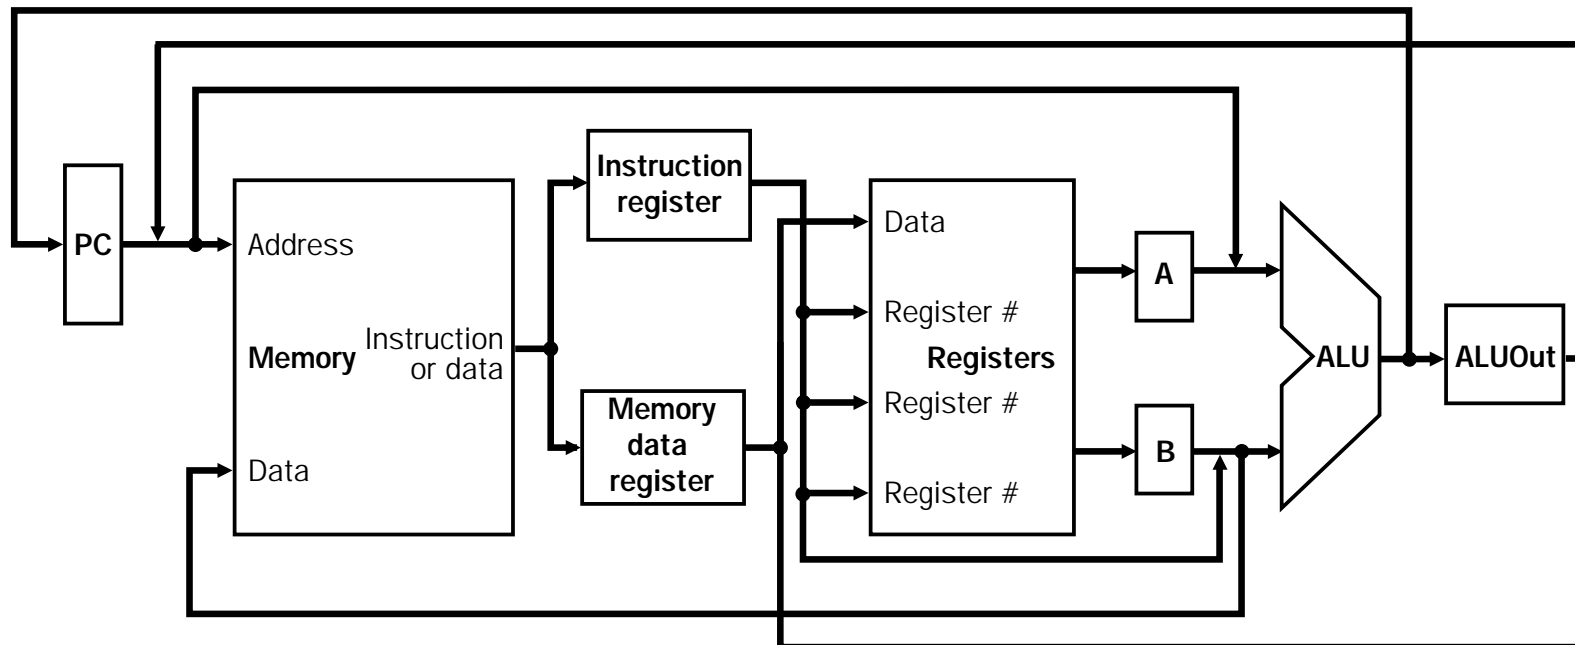 PC
Address
Memory
Instruction
or data
Data
Instruction
register
Memory
data
register
Data
Register #
Registers
Register #
Register #
A
B
ALU
ALUOut